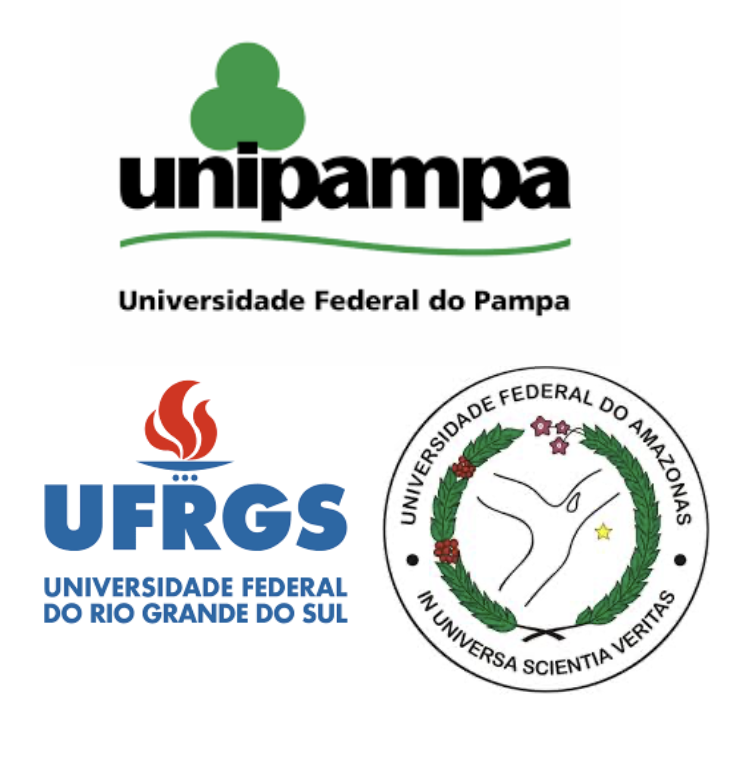 unipampa
Universidade Federal do Pampa
UFRGS
UNIVERSIDADE FEDERAL
DO RIO GRANDE DO SUL
UNIVERSIDADE FEDERAL DO AMAZONAS
IN UNIVERSA SCIENTIA VERITAS